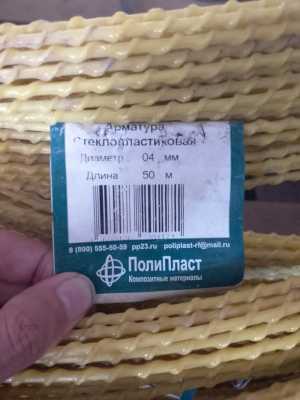 Арматура
Стеклопластиковая
Диаметр 04 мм
Длина 50 м
8 (800) 555-50-59 pp23.ru poliplast-rf@mail.ru
ПолиПласт
Композитные материалы